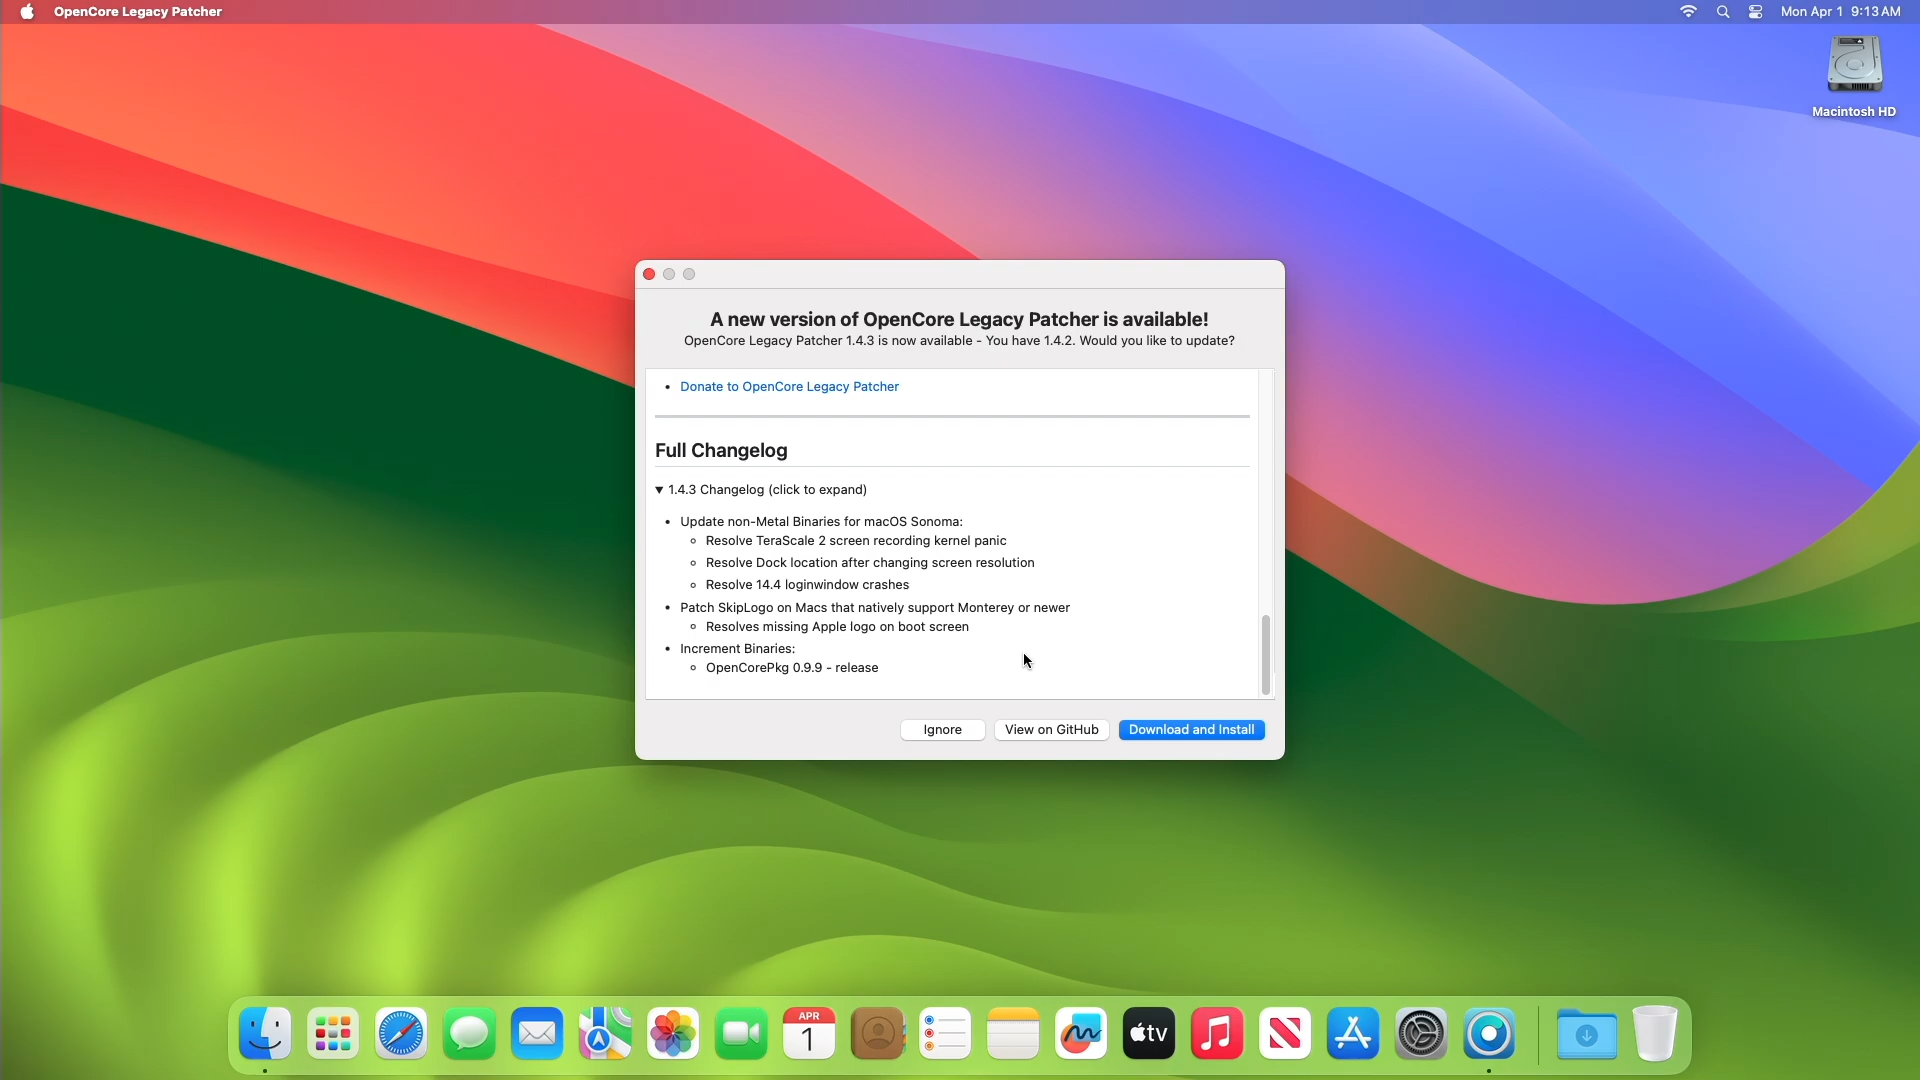 OpenCore Legacy Patcher
Mon Apr 1 9:13 AM
Macintosh HD
A new version of OpenCore Legacy Patcher is available!
OpenCore Legacy Patcher 1.4.3 is now available - You have 1.4.2. Would you like to update?
• Donate to OpenCore Legacy Patcher
Full Changelog
▼ 1.4.3 Changelog (click to expand)
• Update non-Metal Binaries for macOS Sonoma:
◦ Resolve TeraScale 2 screen recording kernel panic
◦ Resolve Dock location after changing screen resolution
◦ Resolve 14.4 loginwindow crashes
• Patch SkipLogo on Macs that natively support Monterey or newer
◦ Resolves missing Apple logo on boot screen
• Increment Binaries:
◦ OpenCorePkg 0.9.9 - release
Ignore
View on GitHub
Download and Install
APR
1
tv